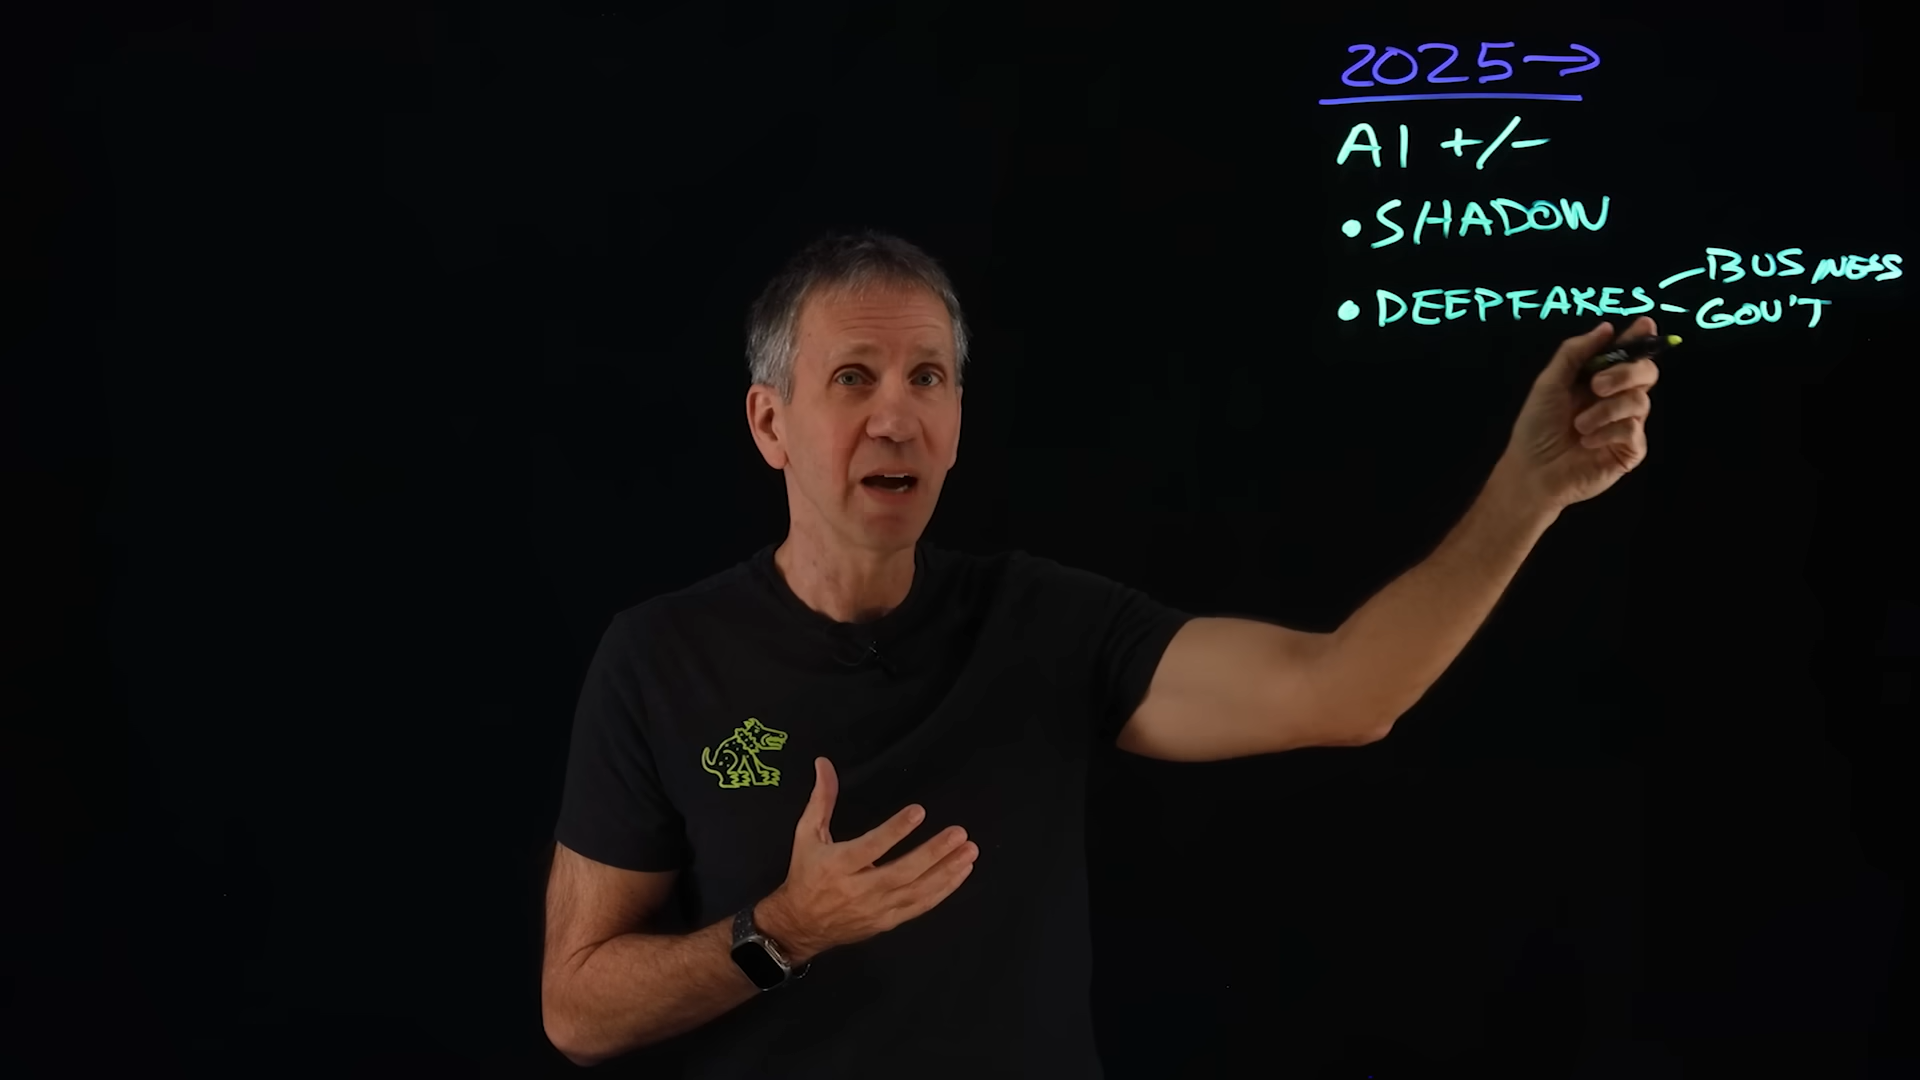 2025→
AI +/-
• SHADOW
• DEEPFAKES
BUSINESS
GOV'T